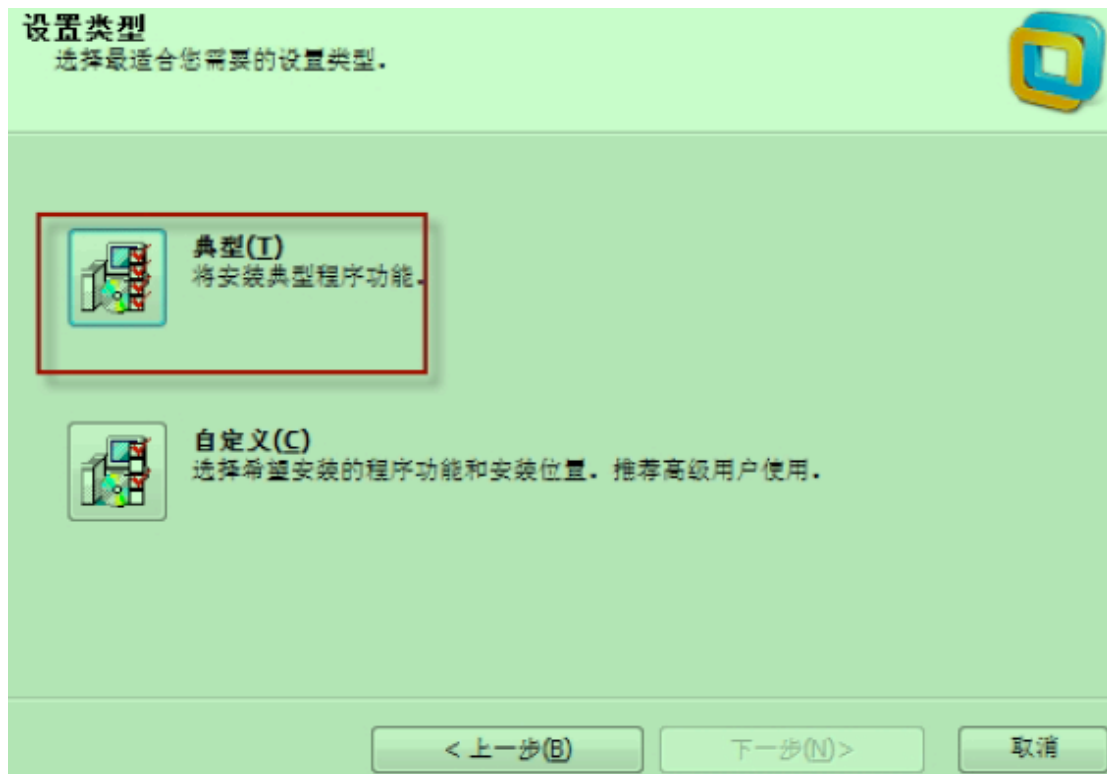 设置类型
选择最适合您需要的设置类型.
典型(T)
将安装典型程序功能.
自定义(C)
选择希望安装的程序功能和安装位置. 推荐高级用户使用.
< 上一步(B)
下一步(N)>
取消